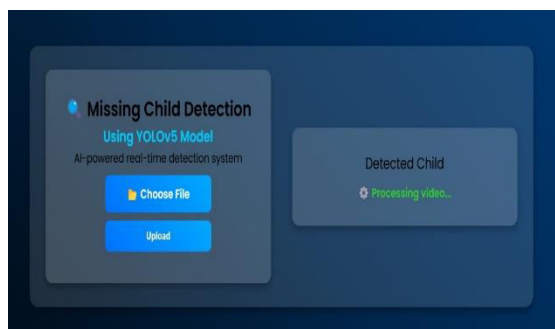 Missing Child Detection
Using YOLOv5 Model
AI-powered real-time detection system
Choose File
Upload
Detected Child
Processing video...